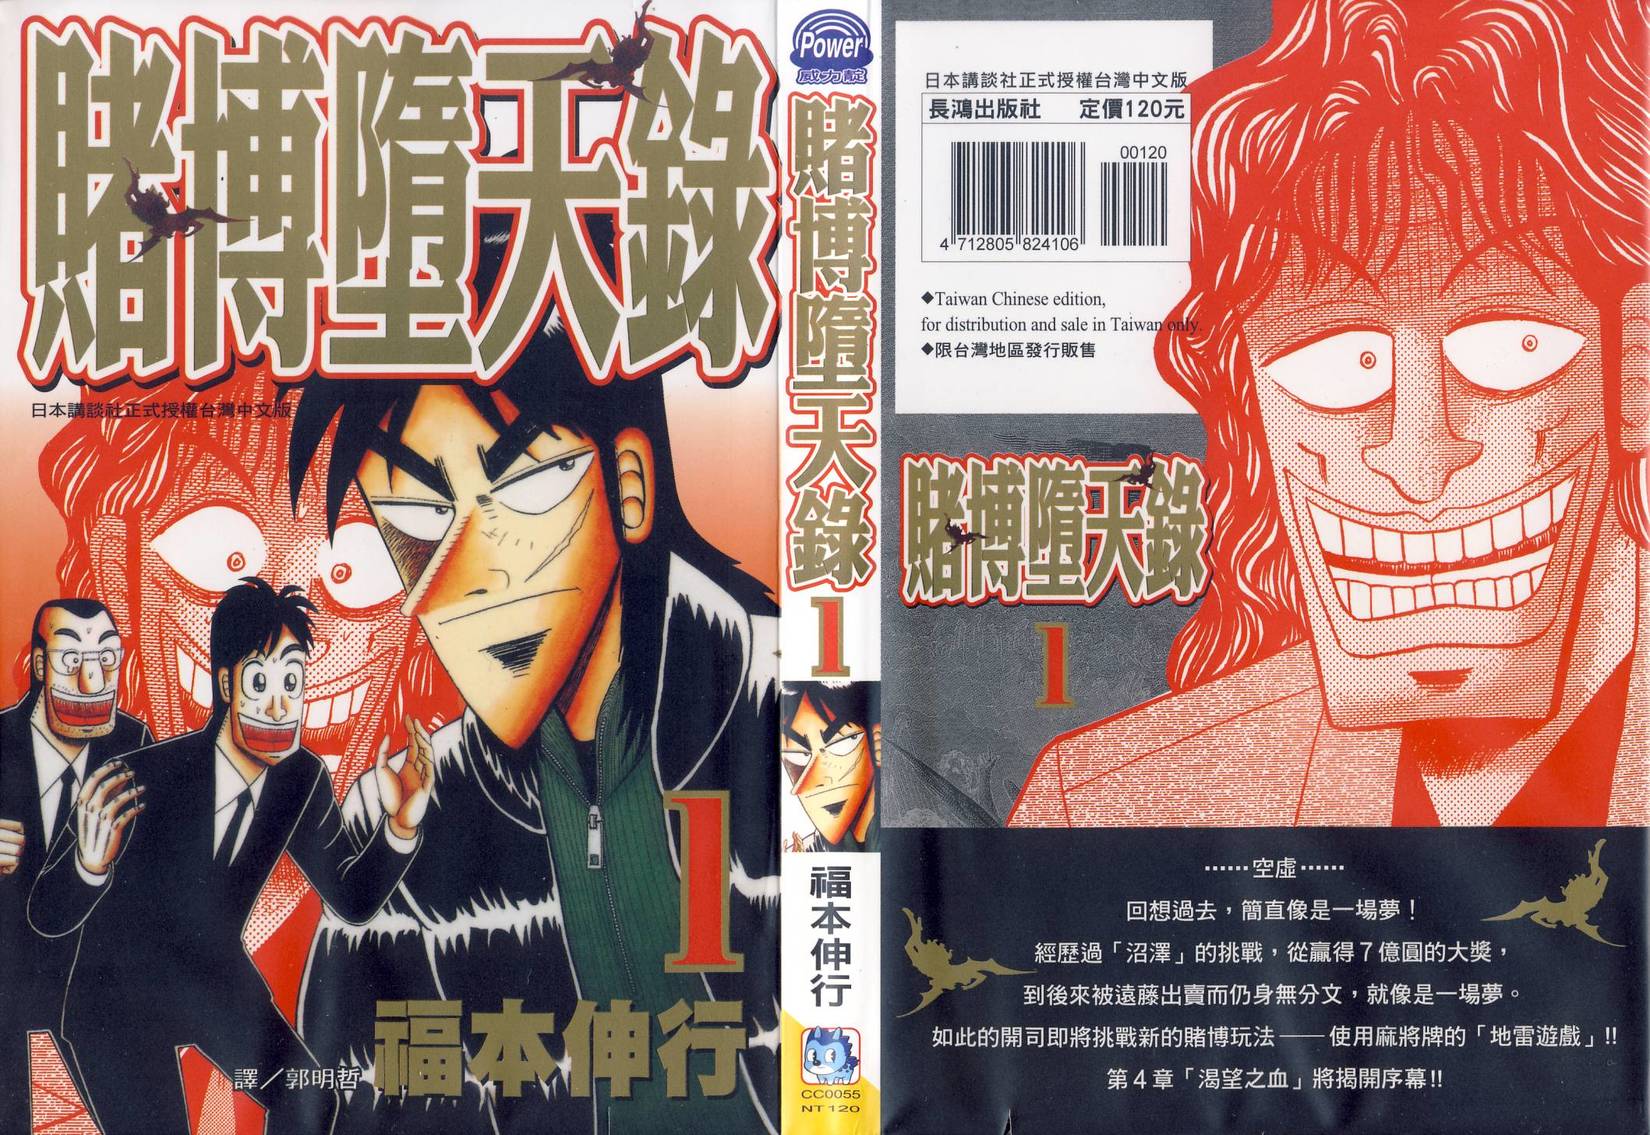 賭博墮天錄
日本講談社正式授權台灣中文版
1
福本伸行
譯／郭明哲
Power
威力龍
賭博墮天錄
1
福本伸行
CC0055
NT120
日本講談社正式授權台灣中文版
長鴻出版社 定價120元
00120
4 712805 824106
◆Taiwan Chinese edition,
for distribution and sale in Taiwan only.
◆限台灣地區發行販售
賭博墮天錄
1
⋯⋯空虛⋯⋯
回想過去，簡直像是一場夢！
經歷過「沼澤」的挑戰，從贏得７億圓的大獎，
到後來被遠藤出賣而仍身無分文，就像是一場夢。
如此的開司即將挑戰新的賭博玩法──使用麻將牌的「地雷遊戲」!!
第４章「渴望之血」將揭開序幕!!